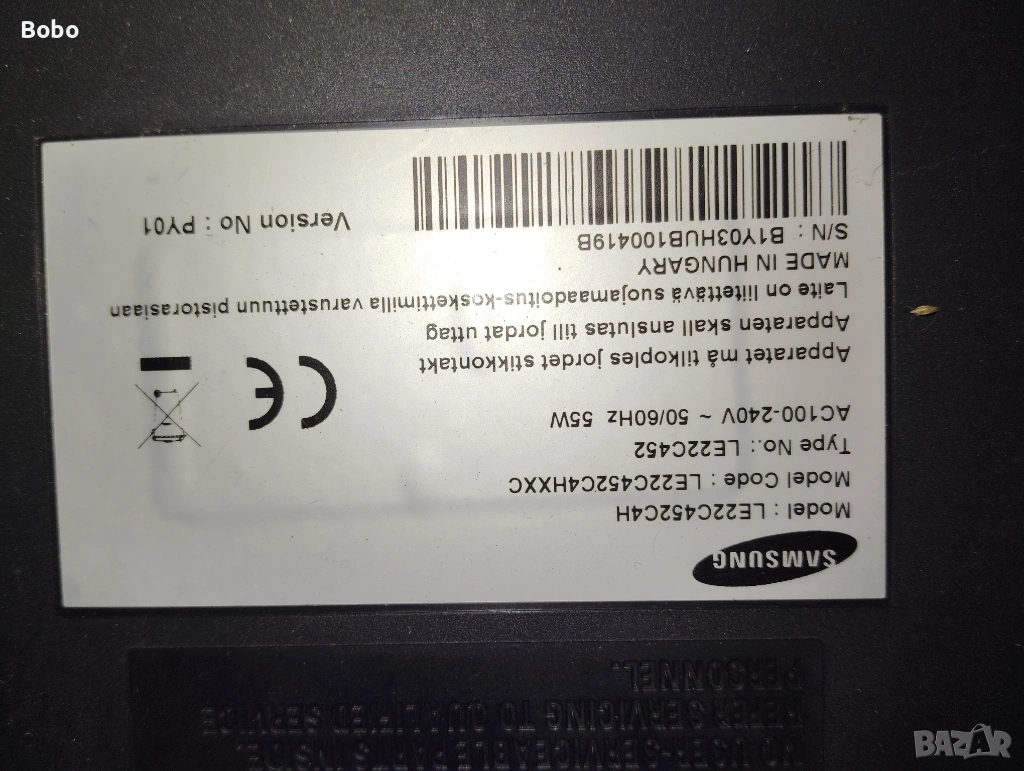 Bobo
SAMSUNG
Model : LE22C452C4H
Model Code : LE22C452C4HXXC
Type No.: LE22C452
AC100-240V ~ 50/60Hz 55W
Apparatet må tilkoples jordet stikkontakt
Apparaten skall anslutas till jordat uttag
Laite on liitettävä suojamaadoitus-koskettimilla varustettuun pistorasiaan
MADE IN HUNGARY
S/N : B1Y03HUB100419B
Version No : PY01
CE
NO USER-SERVICEABLE PARTS INSIDE.
REFER SERVICING TO QUALIFIED SERVICE
PERSONNEL.
BAZAR